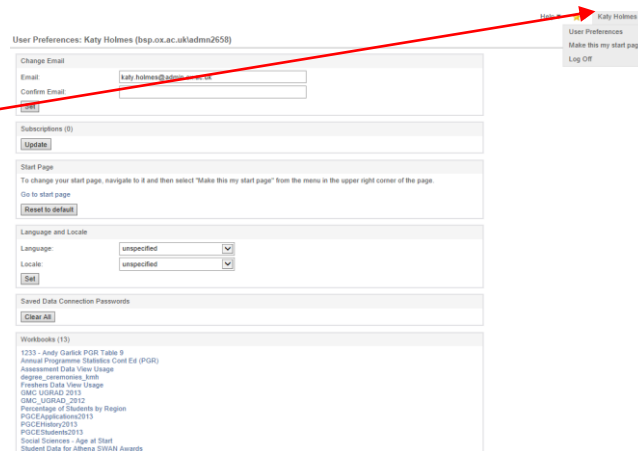 Help
Katy Holmes
User Preferences
Make this my start pag
Log Off
User Preferences: Katy Holmes (bsp.ox.ac.uk\admn2658)
Change Email
Email: katy.holmes@admin.ox.ac.uk
Confirm Email:
Set
Subscriptions (0)
Update
Start Page
To change your start page, navigate to it and then select "Make this my start page" from the menu in the upper right corner of the page.
Go to start page
Reset to default
Language and Locale
Language: unspecified
Locale: unspecified
Set
Saved Data Connection Passwords
Clear All
Workbooks (13)
1233 - Andy Garlick PGR Table 9
Annual Programme Statistics Cont Ed (PGR)
Assessment Data View Usage
degree_ceremonies_kmh
Freshers Data View Usage
GMC UGRAD 2013
GMC_UGRAD_2012
Percentage of Students by Region
PGCEApplications2013
PGCEHistory2013
PGCEStudents2013
Social Sciences - Age at Start
Student Data for Athena SWAN Awards